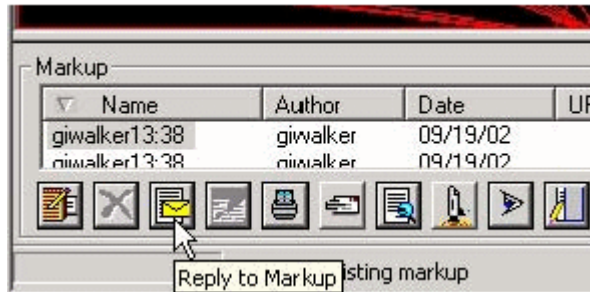 Markup
Name Author Date UF
giwalker13:38 giwalker 09/19/02
giwalker13:38 giwalker 09/19/02
Reply to Markup isting markup